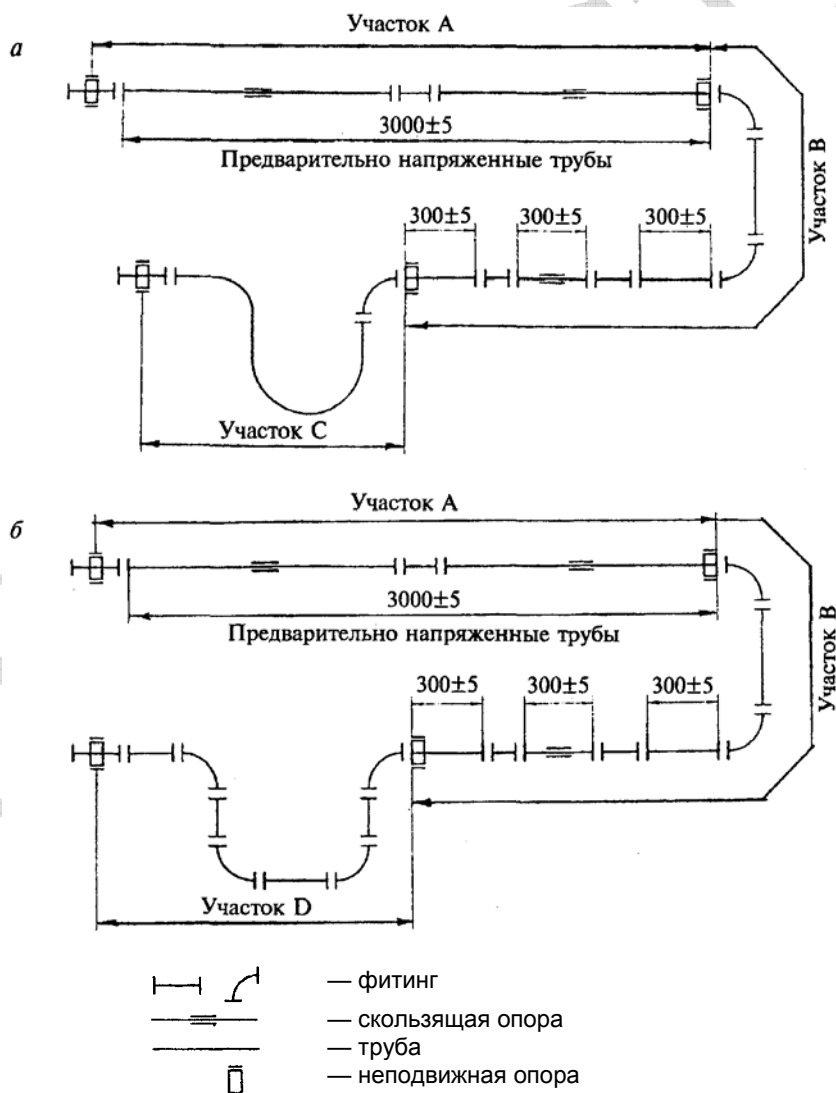 а
Участок А
3000±5
Предварительно напряженные трубы
Участок В
300±5 300±5 300±5
Участок С
б
Участок А
3000±5
Предварительно напряженные трубы
Участок В
300±5 300±5 300±5
Участок D
— фитинг
— скользящая опора
— труба
— неподвижная опора